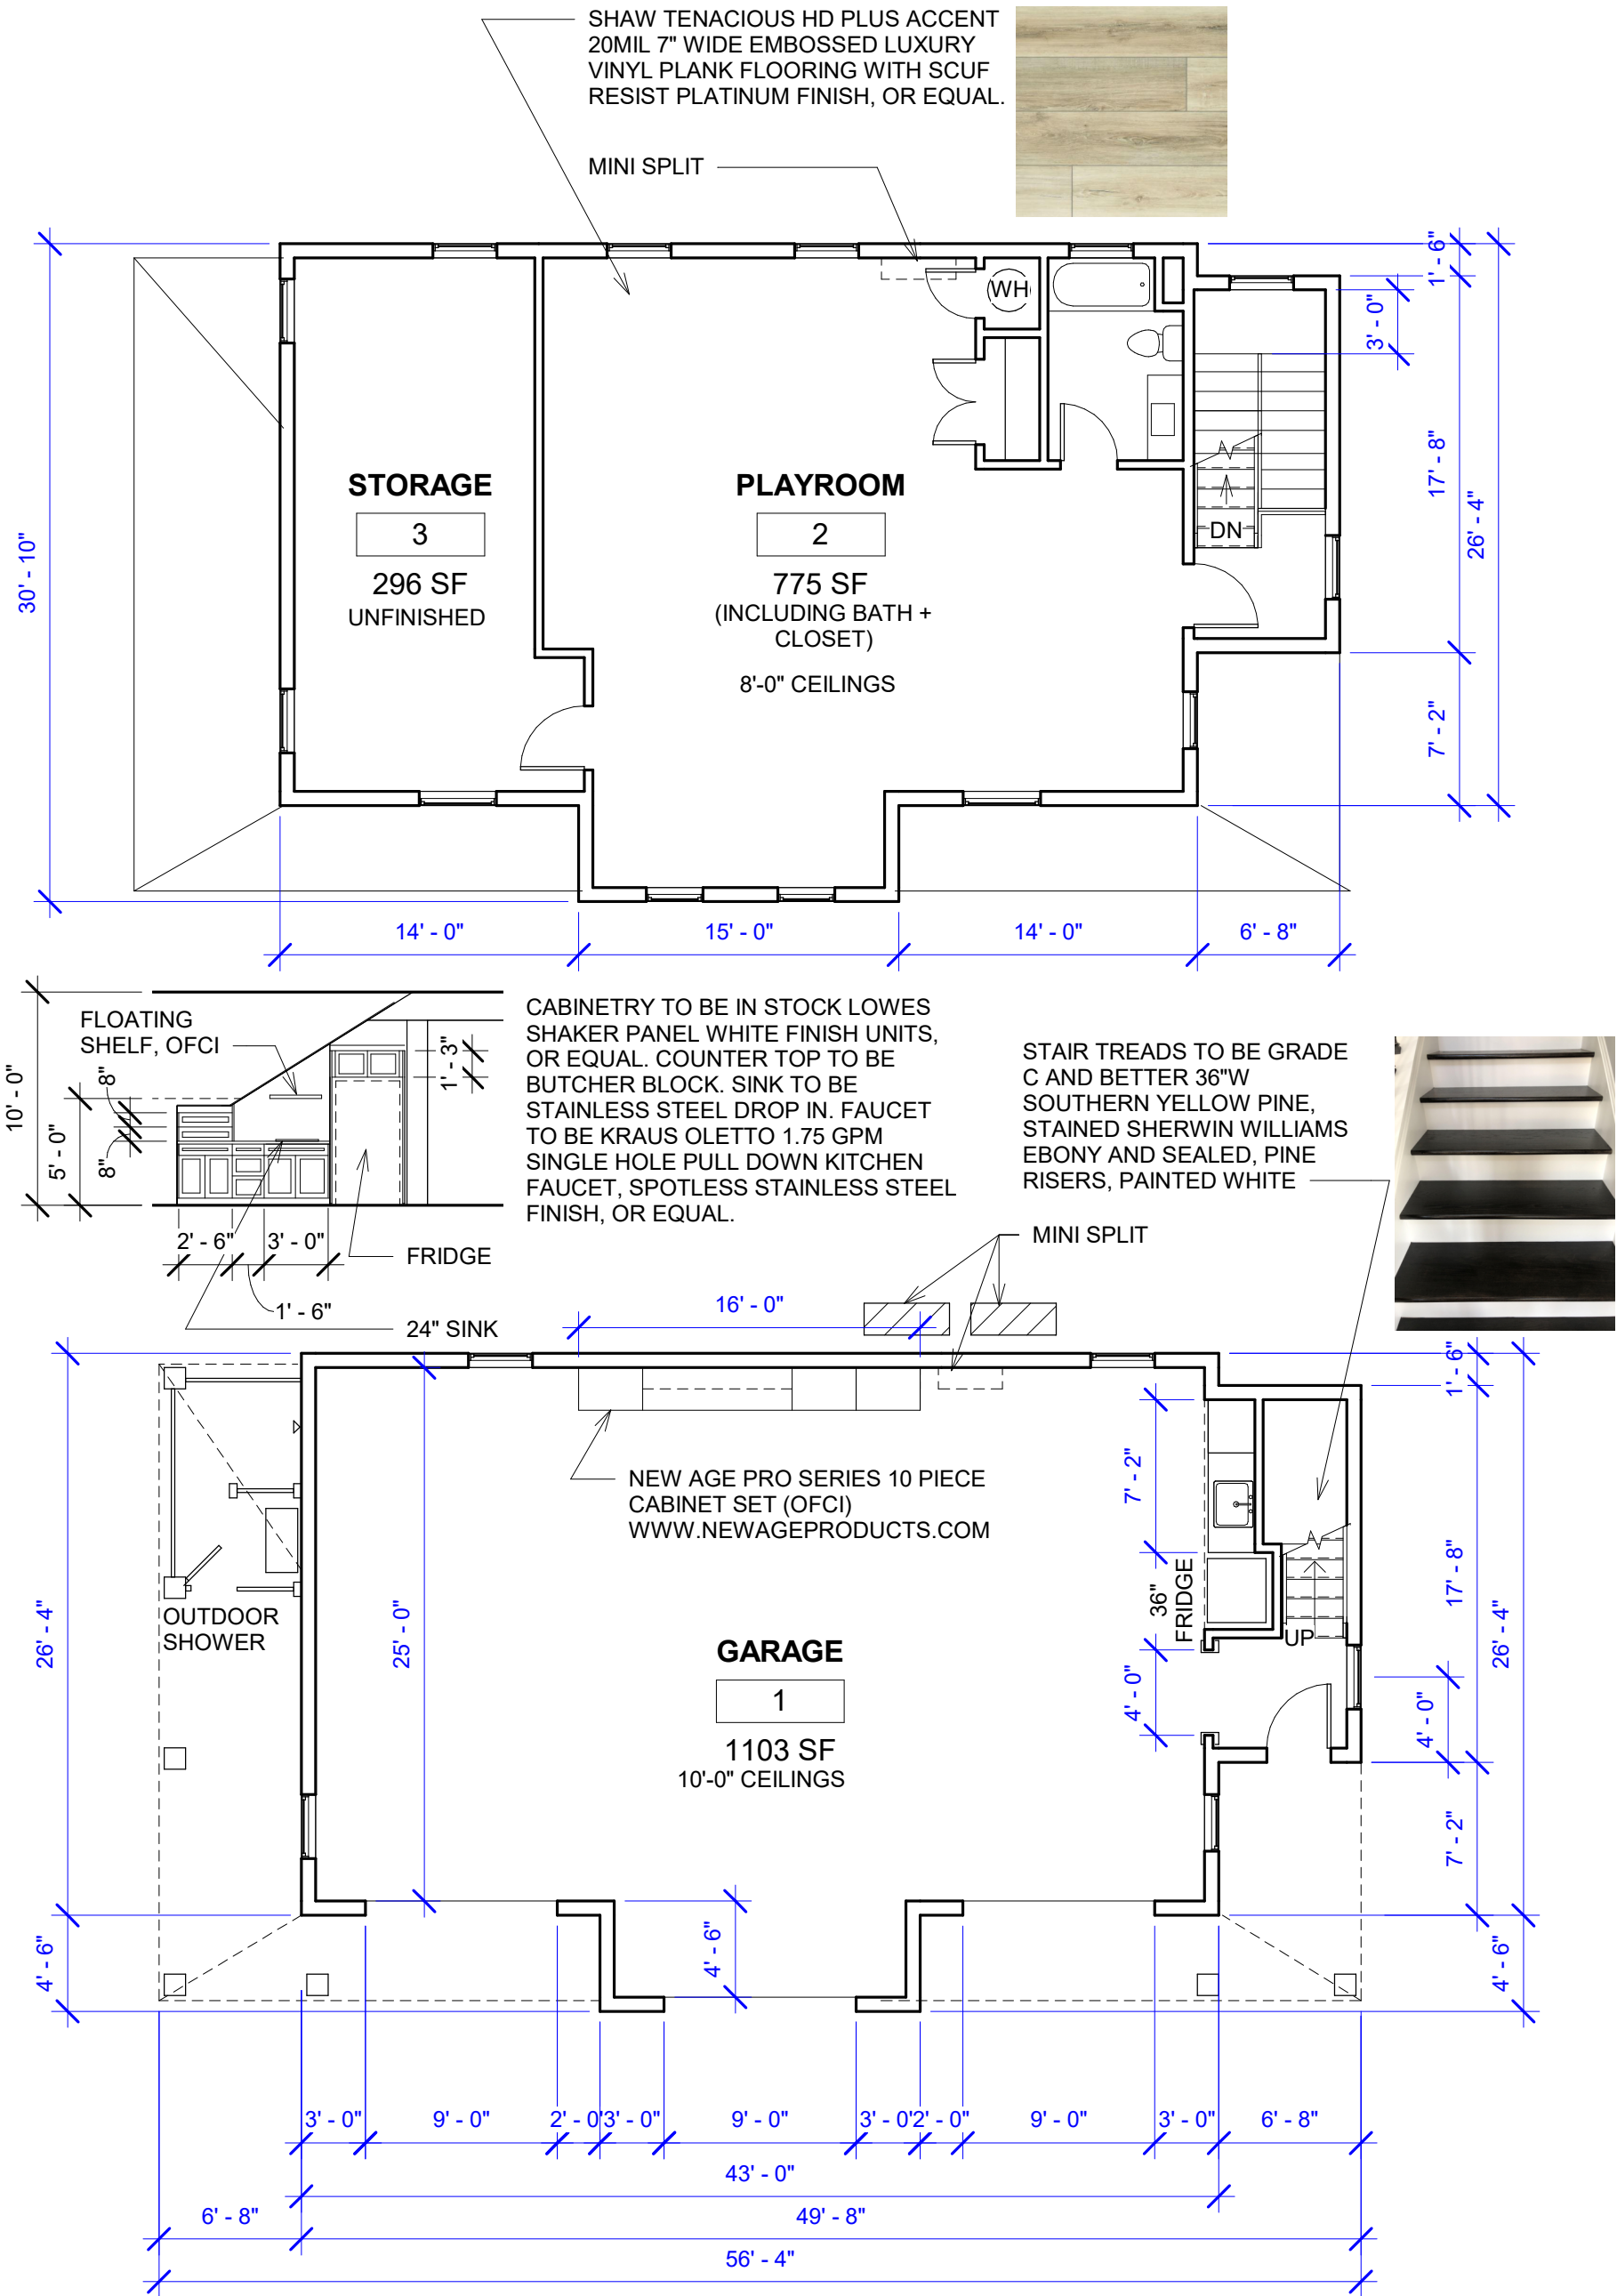 SHAW TENACIOUS HD PLUS ACCENT
20MIL 7" WIDE EMBOSSED LUXURY
VINYL PLANK FLOORING WITH SCUF
RESIST PLATINUM FINISH, OR EQUAL.
MINI SPLIT
1' - 6"
WH
3' - 0"
17' - 8"
26' - 4"
30' - 10"
STORAGE
3
296 SF
UNFINISHED
PLAYROOM
2
775 SF
(INCLUDING BATH +
CLOSET)
8'-0" CEILINGS
DN
7' - 2"
14' - 0"
15' - 0"
14' - 0"
6' - 8"
FLOATING
SHELF, OFCI
10' - 0"
5' - 0"
8"
8"
1' - 3"
2' - 6"
3' - 0"
1' - 6"
FRIDGE
24" SINK
CABINETRY TO BE IN STOCK LOWES
SHAKER PANEL WHITE FINISH UNITS,
OR EQUAL. COUNTER TOP TO BE
BUTCHER BLOCK. SINK TO BE
STAINLESS STEEL DROP IN. FAUCET
TO BE KRAUS OLETTO 1.75 GPM
SINGLE HOLE PULL DOWN KITCHEN
FAUCET, SPOTLESS STAINLESS STEEL
FINISH, OR EQUAL.
STAIR TREADS TO BE GRADE
C AND BETTER 36"W
SOUTHERN YELLOW PINE,
STAINED SHERWIN WILLIAMS
EBONY AND SEALED, PINE
RISERS, PAINTED WHITE
MINI SPLIT
16' - 0"
1' - 6"
7' - 2"
NEW AGE PRO SERIES 10 PIECE
CABINET SET (OFCI)
WWW.NEWAGEPRODUCTS.COM
OUTDOOR
SHOWER
26' - 4"
25' - 0"
36"
FRIDGE
UP
17' - 8"
26' - 4"
GARAGE
1
1103 SF
10'-0" CEILINGS
4' - 0"
4' - 0"
7' - 2"
4' - 6"
4' - 6"
4' - 6"
3' - 0"
9' - 0"
2' - 0"
3' - 0"
9' - 0"
3' - 0"
2' - 0"
9' - 0"
3' - 0"
6' - 8"
43' - 0"
6' - 8"
49' - 8"
56' - 4"